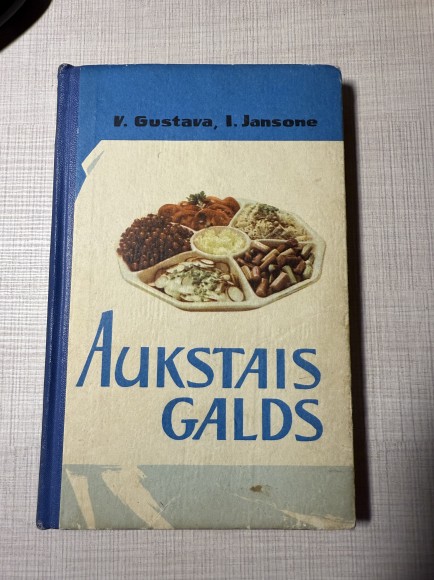 V. Gustava, I. Jansone
AUKSTAIS
GALDS